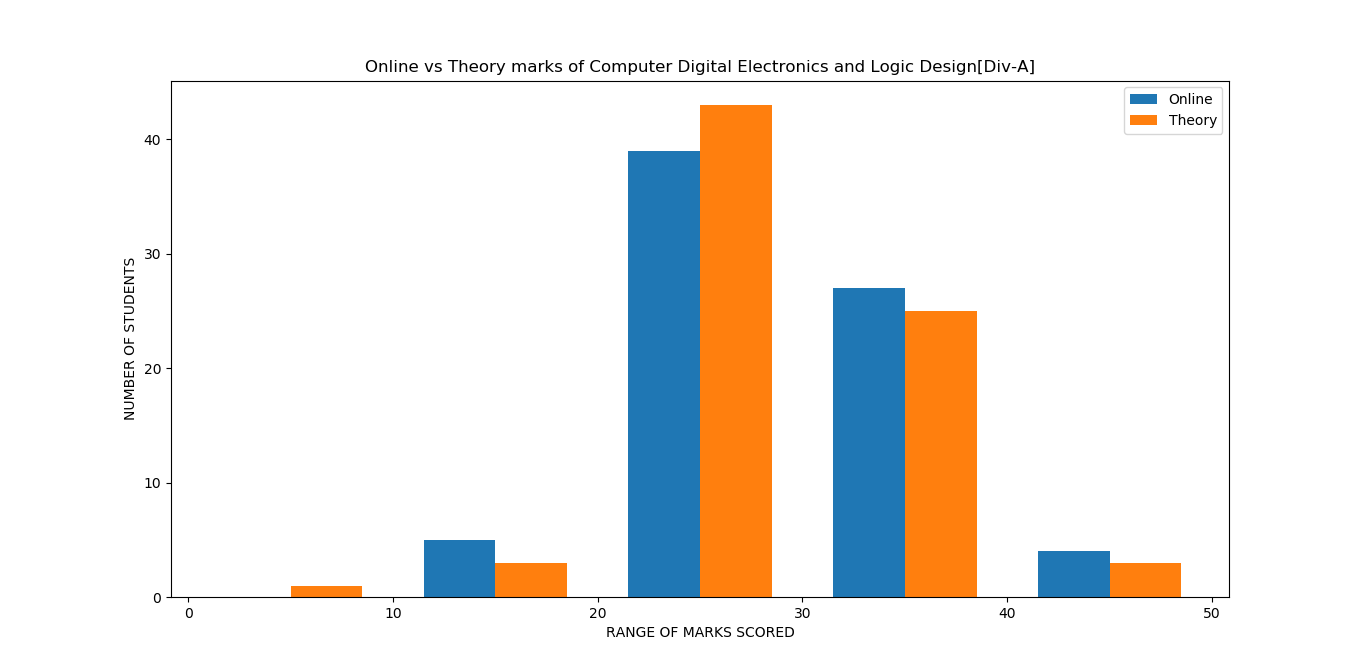 Online vs Theory marks of Computer Digital Electronics and Logic Design[Div-A]
Online
Theory
NUMBER OF STUDENTS
40
30
20
10
0
0 10 20 30 40 50
RANGE OF MARKS SCORED